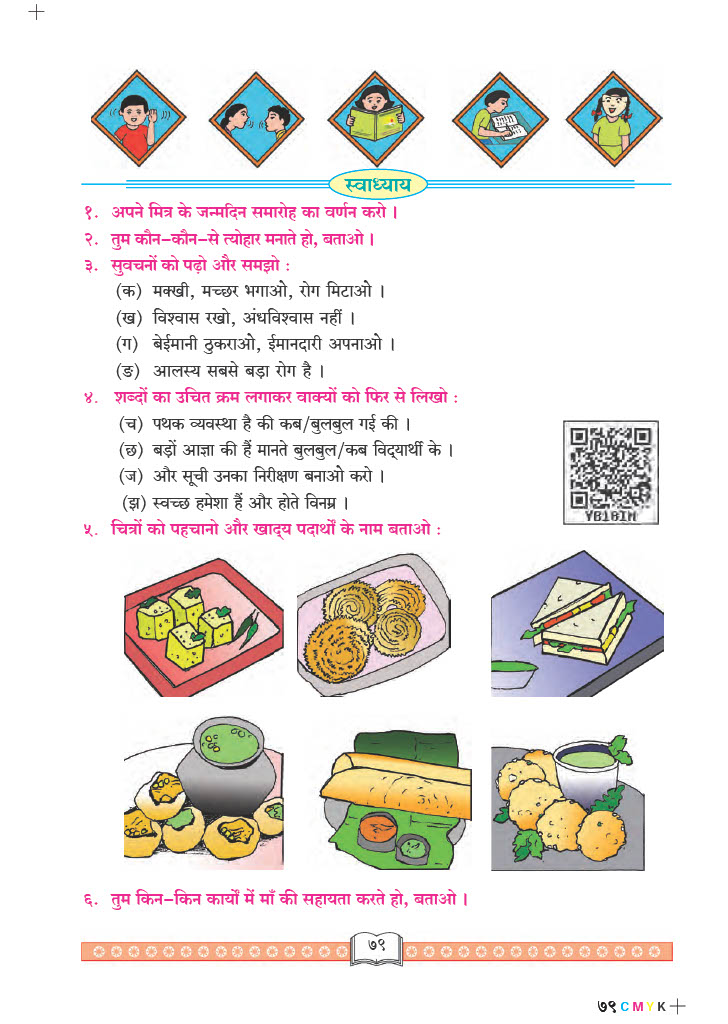 स्वाध्याय
१. अपने मित्र के जन्मदिन समारोह का वर्णन करो ।
२. तुम कौन-कौन-से त्योहार मनाते हो, बताओ ।
३. सुवचनों को पढ़ो और समझो :
(क) मक्खी, मच्छर भगाओ, रोग मिटाओ ।
(ख) विश्वास रखो, अंधविश्वास नहीं ।
(ग) बेईमानी ठुकराओ, ईमानदारी अपनाओ ।
(ङ) आलस्य सबसे बड़ा रोग है ।
४. शब्दों का उचित क्रम लगाकर वाक्यों को फिर से लिखो :
(च) पथक व्यवस्था है की कब/बुलबुल गई की ।
(छ) बड़ों आज्ञा की हैं मानते बुलबुल/कब विद्यार्थी के ।
(ज) और सूची उनका निरीक्षण बनाओ करो ।
(झ) स्वच्छ हमेशा हैं और होते विनम्र ।
YB1B1M
५. चित्रों को पहचानो और खाद्य पदार्थों के नाम बताओ :
६. तुम किन-किन कार्यों में माँ की सहायता करते हो, बताओ ।
७९
७९ C M Y K